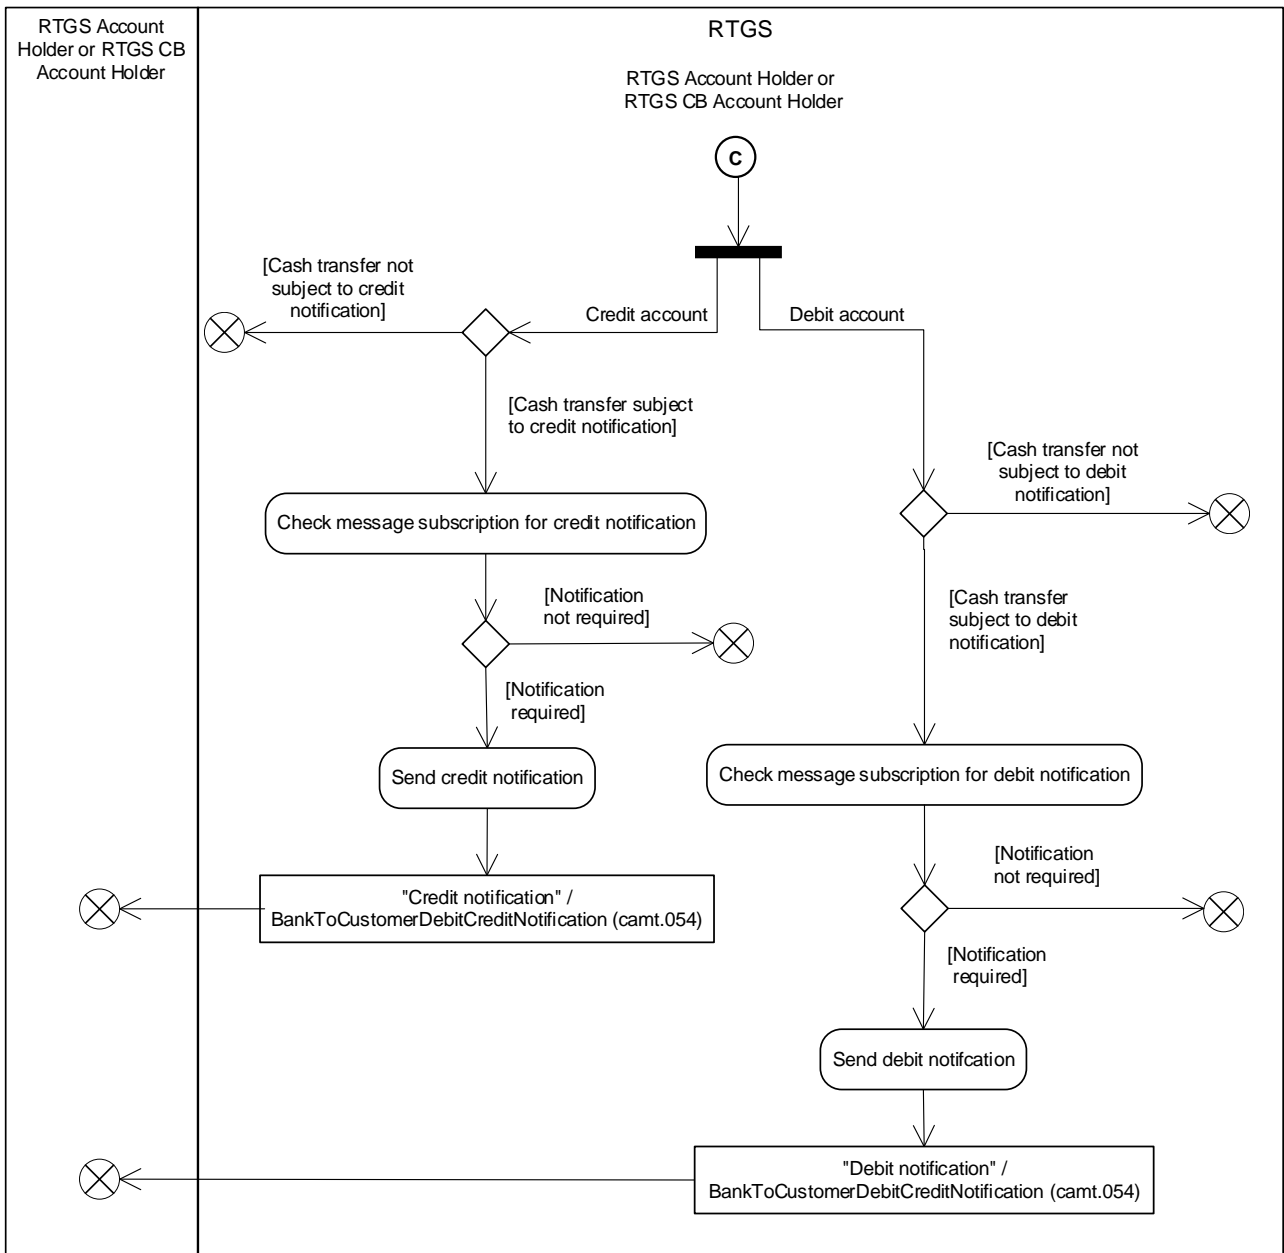 RTGS Account
Holder or RTGS CB
Account Holder
RTGS
RTGS Account Holder or
RTGS CB Account Holder
C
[Cash transfer not
subject to credit
notification]
Credit account
Debit account
[Cash transfer subject
to credit notification]
[Cash transfer not
subject to debit
notification]
Check message subscription for credit notification
[Notification
not required]
[Cash transfer
subject to debit
notification]
[Notification
required]
Send credit notification
Check message subscription for debit notification
[Notification
not required]
"Credit notification" /
BankToCustomerDebitCreditNotification (camt.054)
[Notification
required]
Send debit notifcation
"Debit notification" /
BankToCustomerDebitCreditNotification (camt.054)